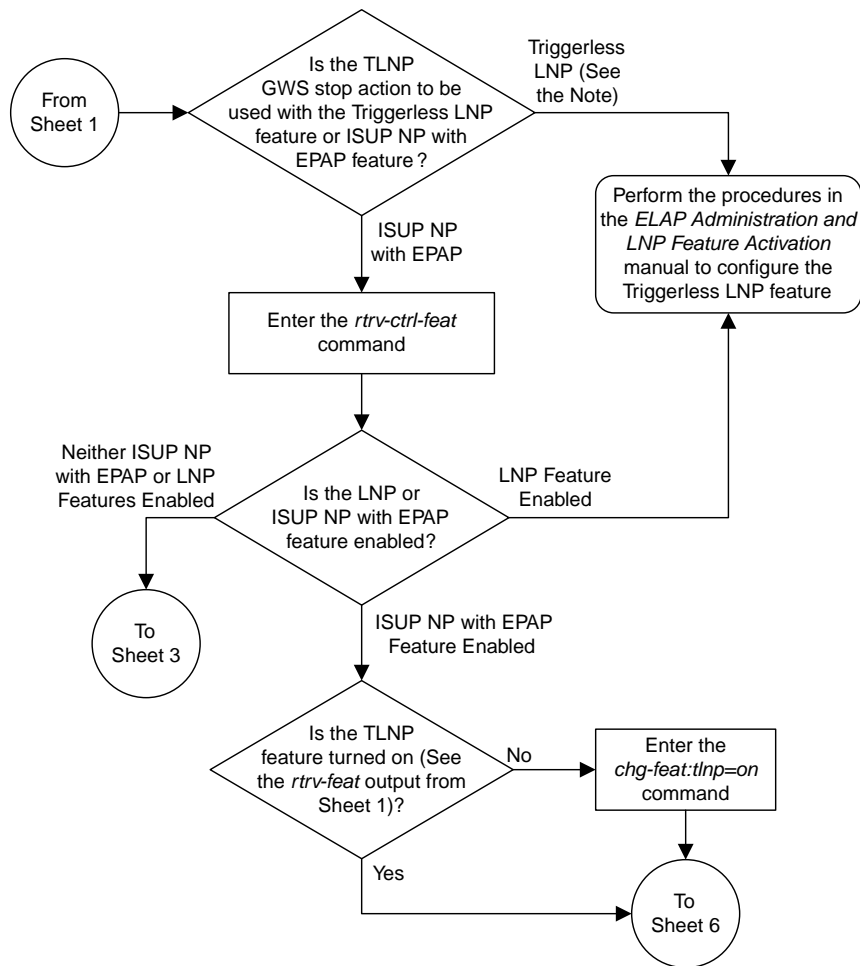 From
Sheet 1
Is the TLNP
GWS stop action to be
used with the Triggerless LNP
feature or ISUP NP with
EPAP feature ?
Triggerless
LNP (See
the Note)
Perform the procedures in
the ELAP Administration and
LNP Feature Activation
manual to configure the
Triggerless LNP feature
ISUP NP
with EPAP
Enter the rtrv-ctrl-feat
command
Neither ISUP NP
with EPAP or LNP
Features Enabled
Is the LNP or
ISUP NP with EPAP
feature enabled?
LNP Feature
Enabled
To
Sheet 3
ISUP NP with EPAP
Feature Enabled
Is the TLNP
feature turned on (See
the rtrv-feat output from
Sheet 1)?
No
Enter the
chg-feat:tlnp=on
command
Yes
To
Sheet 6